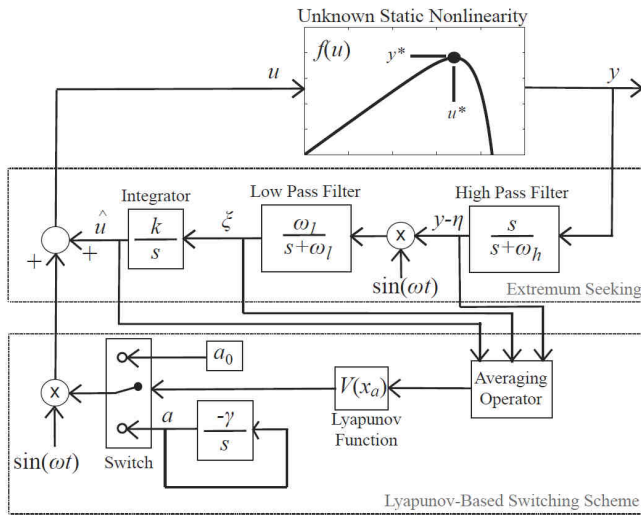 Unknown Static Nonlinearity
f(u)
y*
u*
u
y
Integrator
Low Pass Filter
High Pass Filter
û
k
s
ξ
ω_l
s+ω_l
y-η
s
s+ω_h
X
+
+
sin(ωt)
Extremum Seeking
a_0
X
V(x_a)
Averaging
Operator
a
-γ
s
Lyapunov
Function
sin(ωt)
Switch
Lyapunov-Based Switching Scheme